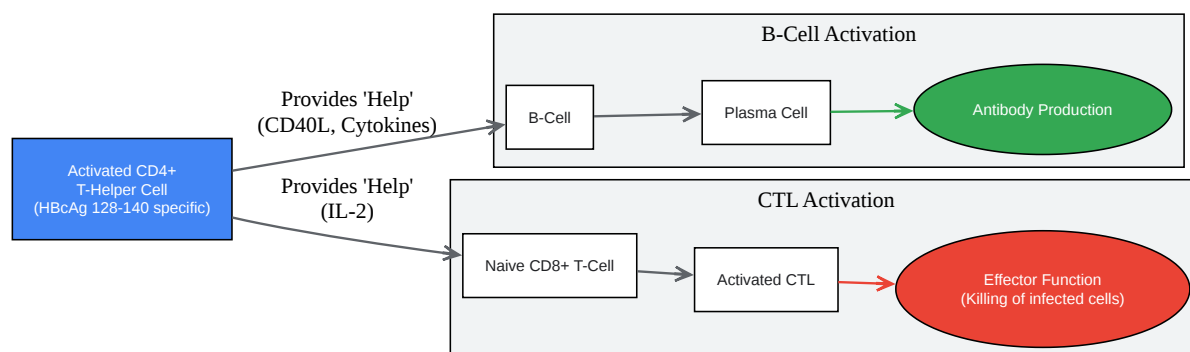 B-Cell Activation
Provides 'Help'
(CD40L, Cytokines)
B-Cell
Plasma Cell
Antibody Production
Activated CD4+
T-Helper Cell
(HBcAg 128-140 specific)
Provides 'Help'
(IL-2)
CTL Activation
Naive CD8+ T-Cell
Activated CTL
Effector Function
(Killing of infected cells)